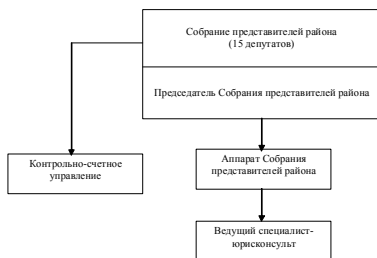 Собрание представителей района
(15 депутатов)
Председатель Собрания представителей района
Контрольно-счетное
управление
Аппарат Собрания
представителей района
Ведущий специалист-
юрисконсульт